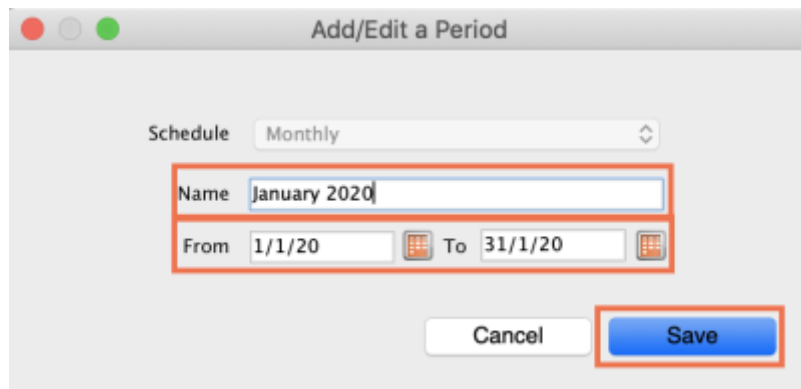 Add/Edit a Period
Schedule Monthly
Name January 2020
From 1/1/20 To 31/1/20
Cancel Save